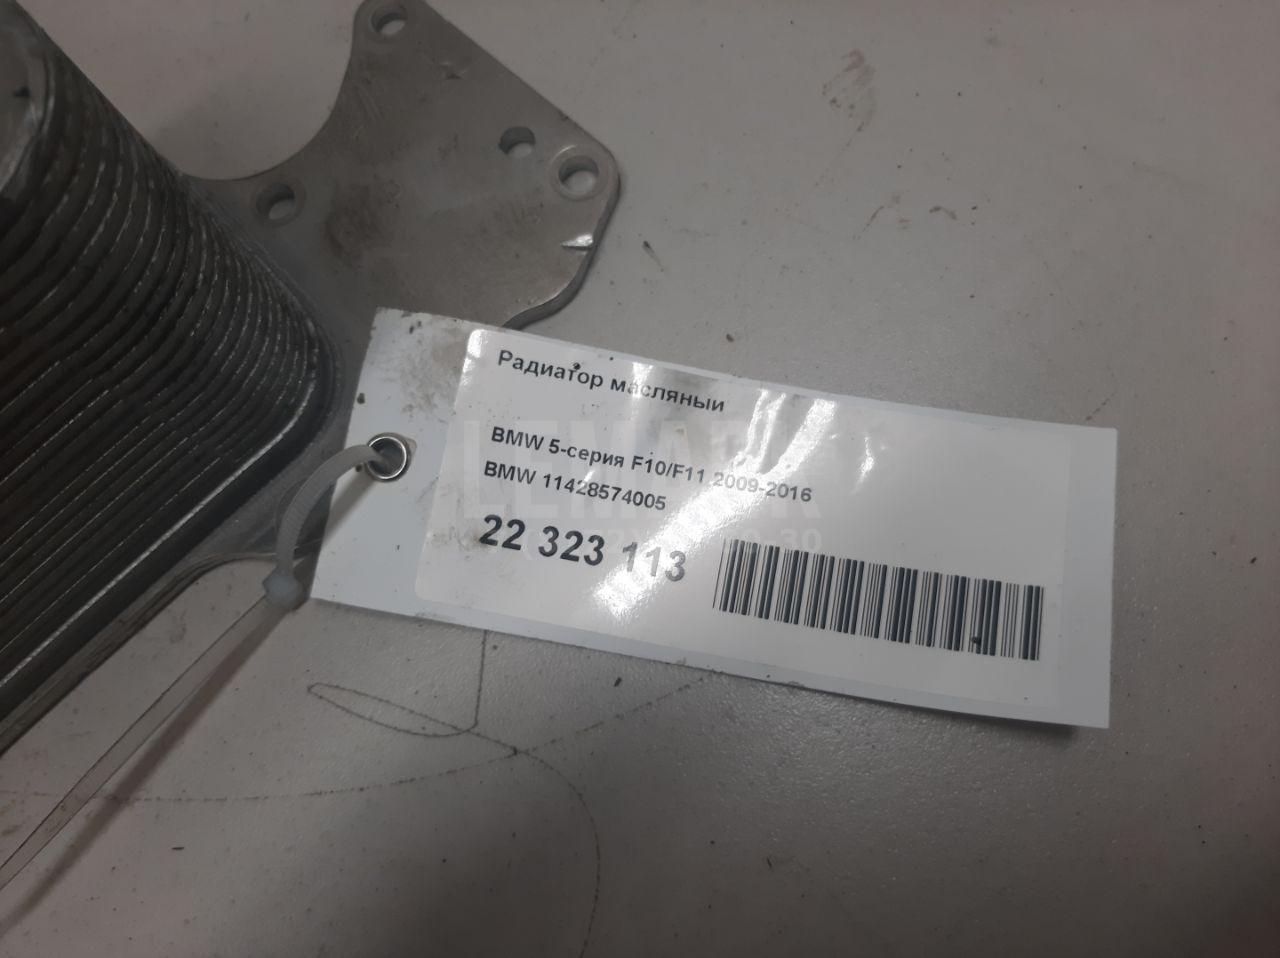 Радиатор масляный
BMW 5-серия F10/F11 2009-2016
BMW 11428574005
22 323 113